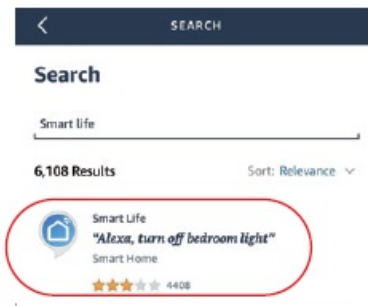 SEARCH
Search
Smart life
6,108 Results Sort: Relevance
Smart Life
"Alexa, turn off bedroom light"
Smart Home
4408